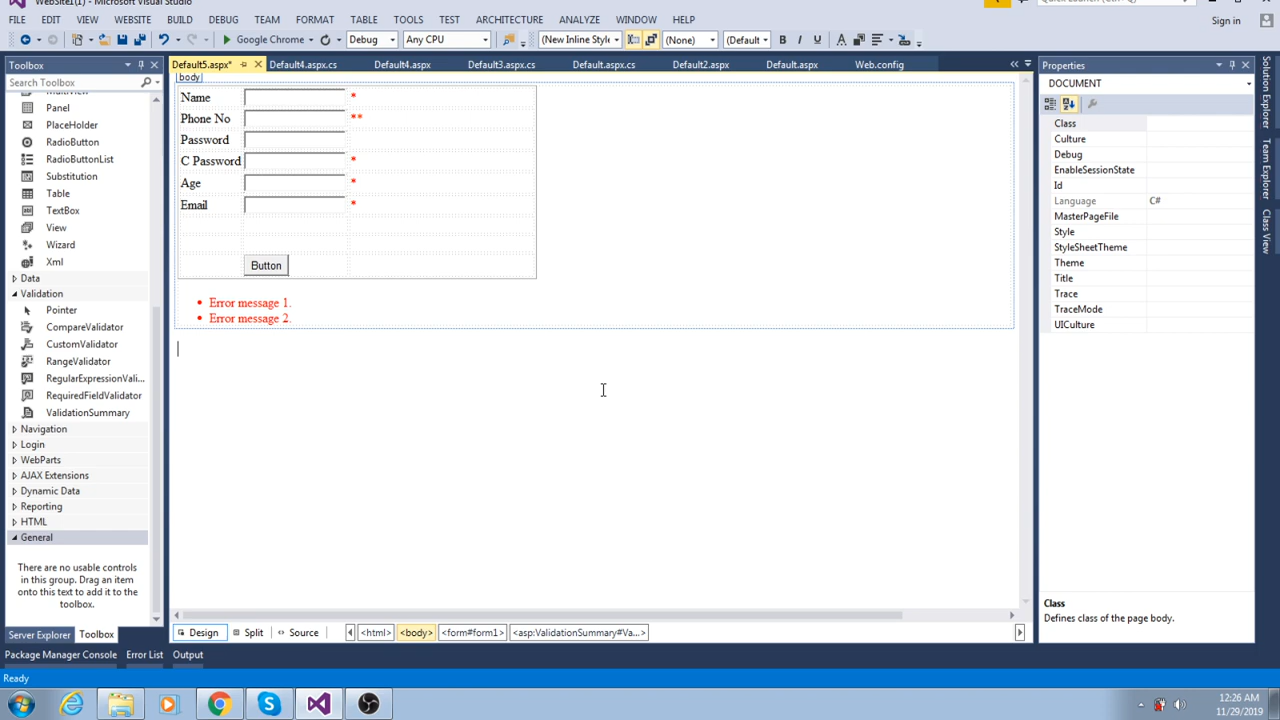 WebSite1(1) - Microsoft Visual Studio
Quick Launch (Ctrl+Q)
FILE EDIT VIEW WEBSITE BUILD DEBUG TEAM FORMAT TABLE TOOLS TEST ARCHITECTURE ANALYZE WINDOW HELP Sign in
Google Chrome Debug Any CPU (New Inline Style (None) (Default B I U A
Toolbox
Search Toolbox
Panel
PlaceHolder
RadioButton
RadioButtonList
Substitution
Table
TextBox
View
Wizard
Xml
Data
Validation
Pointer
CompareValidator
CustomValidator
RangeValidator
RegularExpressionVali...
RequiredFieldValidator
ValidationSummary
Navigation
Login
WebParts
AJAX Extensions
Dynamic Data
Reporting
HTML
General
There are no usable controls
in this group. Drag an item
onto this text to add it to the
toolbox.
Server Explorer Toolbox
Default5.aspx* Default4.aspx.cs Default4.aspx Default3.aspx.cs Default2.aspx Default.aspx.cs Default.aspx Web.config
body
Name *
Phone No **
Password
C Password *
Age *
Email *
Button
• Error message 1.
• Error message 2.
Design Split Source <html> <body> <form#form1> <asp:ValidationSummary#Va...>
Properties
DOCUMENT
Class
Culture
Debug
EnableSessionState
Id
Language C#
MasterPageFile
Style
StyleSheetTheme
Theme
Title
Trace
TraceMode
UICulture
Class
Defines class of the page body.
Solution Explorer
Team Explorer
Class View
Package Manager Console Error List Output
Ready
12:26 AM
11/29/2019